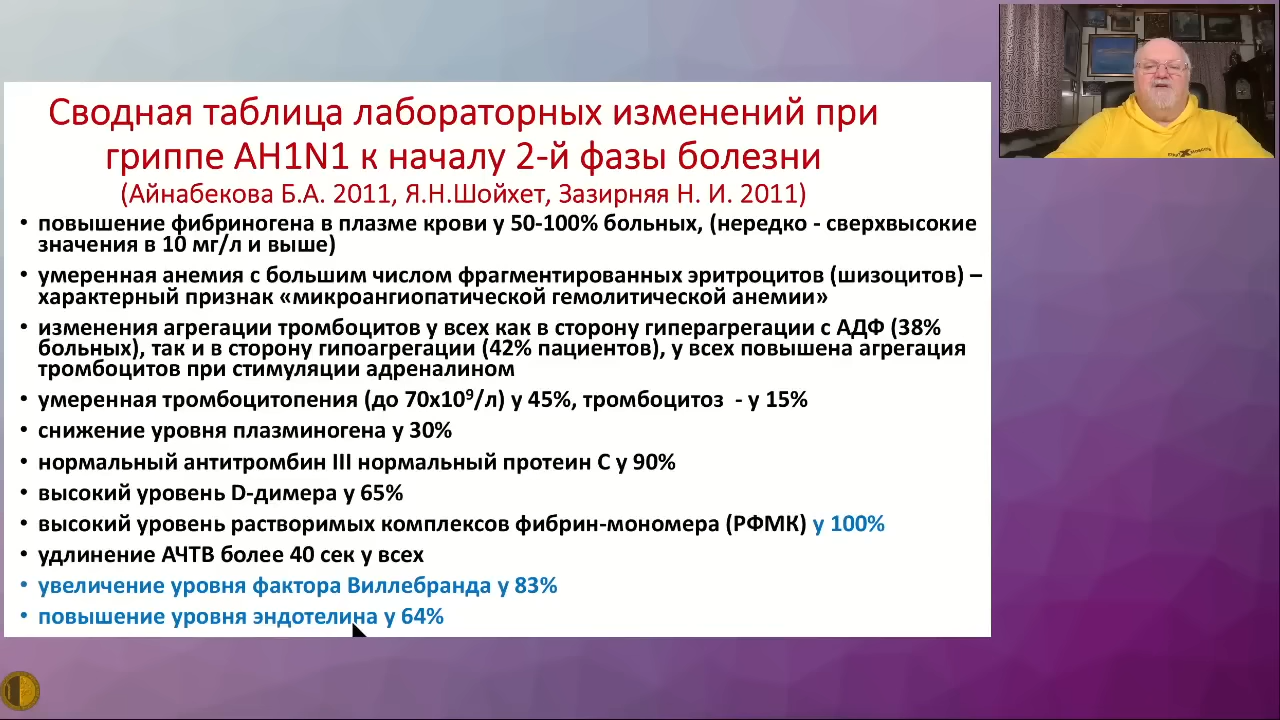 Сводная таблица лабораторных изменений при
гриппе AH1N1 к началу 2-й фазы болезни
(Айнабекова Б.А. 2011, Я.Н.Шойхет, Зазирняя Н. И. 2011)
• повышение фибриногена в плазме крови у 50-100% больных, (нередко - сверхвысокие
значения в 10 мг/л и выше)
• умеренная анемия с большим числом фрагментированных эритроцитов (шизоцитов) –
характерный признак «микроангиопатической гемолитической анемии»
• изменения агрегации тромбоцитов у всех как в сторону гиперагрегации с АДФ (38%
больных), так и в сторону гипоагрегации (42% пациентов), у всех повышена агрегация
тромбоцитов при стимуляции адреналином
• умеренная тромбоцитопения (до 70х10⁹/л) у 45%, тромбоцитоз - у 15%
• снижение уровня плазминогена у 30%
• нормальный антитромбин III нормальный протеин С у 90%
• высокий уровень D-димера у 65%
• высокий уровень растворимых комплексов фибрин-мономера (РФМК) у 100%
• удлинение АЧТВ более 40 сек у всех
• увеличение уровня фактора Виллебранда у 83%
• повышение уровня эндотелина у 64%